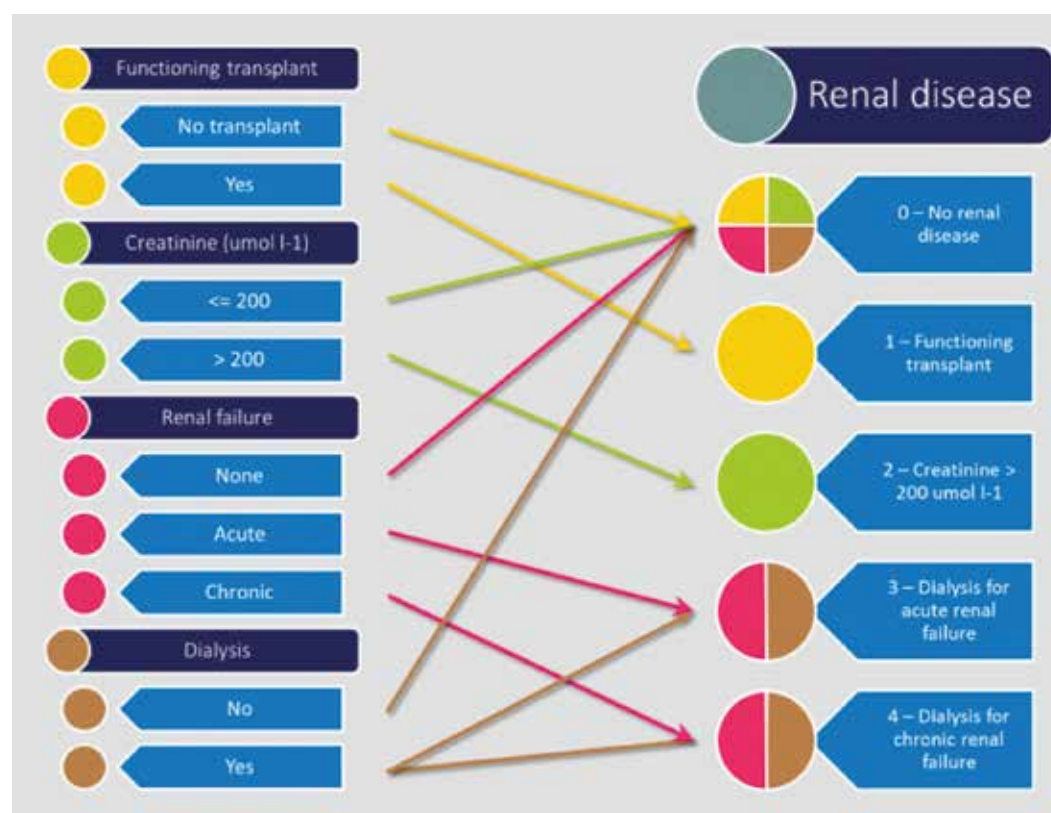 Functioning transplant
No transplant
Yes
Creatinine (umol l-1)
<= 200
> 200
Renal failure
None
Acute
Chronic
Dialysis
No
Yes
Renal disease
0 – No renal
disease
1 – Functioning
transplant
2 – Creatinine >
200 umol l-1
3 – Dialysis for
acute renal
failure
4 – Dialysis for
chronic renal
failure